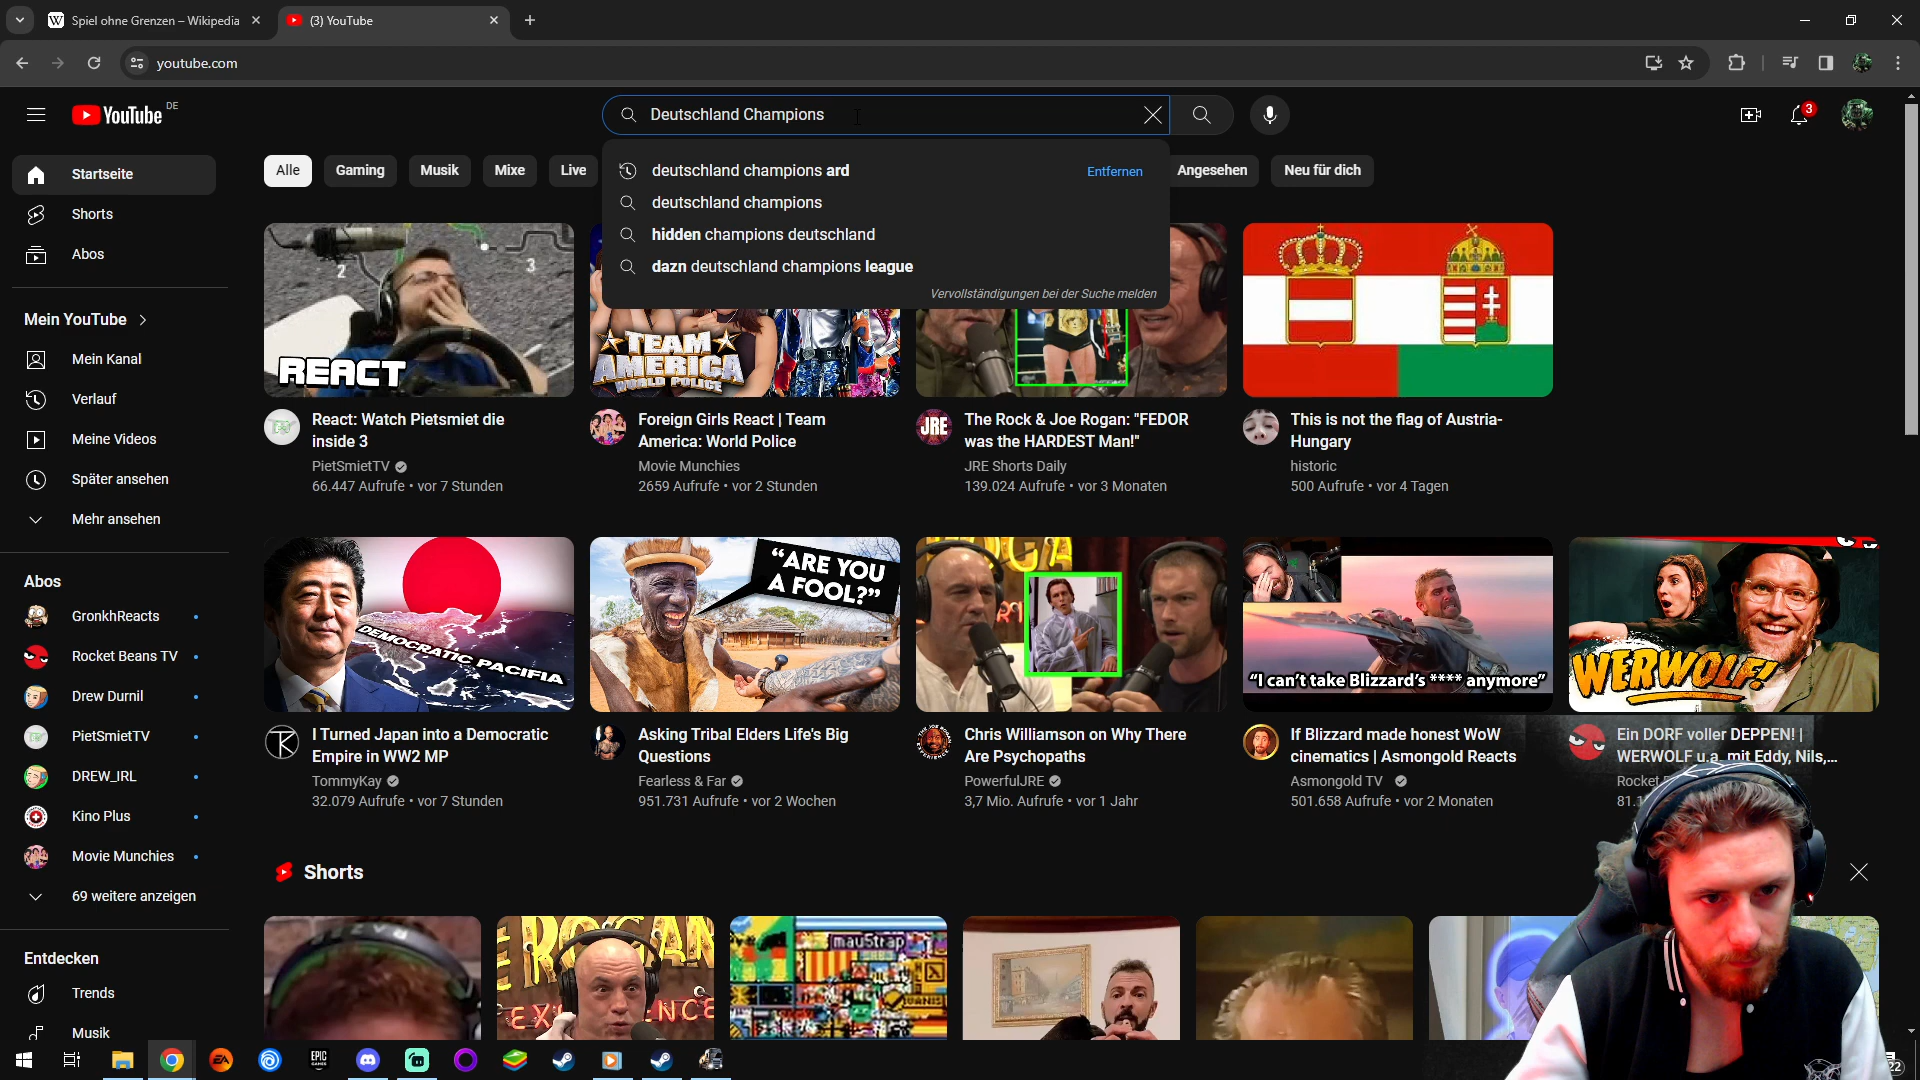 Spiel ohne Grenzen – Wikipedia
(3) YouTube
youtube.com
YouTube DE
Deutschland Champions
3
deutschland champions ard
Entfernen
deutschland champions
hidden champions deutschland
dazn deutschland champions league
Vervollständigungen bei der Suche melden
Alle
Gaming
Musik
Mixe
Live
Angesehen
Neu für dich
Startseite
Shorts
Abos
Mein YouTube
Mein Kanal
Verlauf
Meine Videos
Später ansehen
Mehr ansehen
Abos
GronkhReacts
Rocket Beans TV
Drew Durnil
PietSmietTV
DREW_IRL
Kino Plus
Movie Munchies
69 weitere anzeigen
Entdecken
Trends
Musik
2
3
REACT
TEAM
AMERICA
WORLD POLICE
React: Watch Pietsmiet die
inside 3
PietSmietTV
66.447 Aufrufe • vor 7 Stunden
Foreign Girls React | Team
America: World Police
Movie Munchies
2659 Aufrufe • vor 2 Stunden
JRE
The Rock & Joe Rogan: "FEDOR
was the HARDEST Man!"
JRE Shorts Daily
139.024 Aufrufe • vor 3 Monaten
This is not the flag of Austria-
Hungary
historic
500 Aufrufe • vor 4 Tagen
DEMOCRATIC PACIFIA
"ARE YOU
A FOOL?"
"I can't take Blizzard's **** anymore"
WERWOLF!
I Turned Japan into a Democratic
Empire in WW2 MP
TommyKay
32.079 Aufrufe • vor 7 Stunden
Asking Tribal Elders Life's Big
Questions
Fearless & Far
951.731 Aufrufe • vor 2 Wochen
Chris Williamson on Why There
Are Psychopaths
PowerfulJRE
3,7 Mio. Aufrufe • vor 1 Jahr
If Blizzard made honest WoW
cinematics | Asmongold Reacts
Asmongold TV
501.658 Aufrufe • vor 2 Monaten
Ein DORF voller DEPPEN! |
WERWOLF u.a. mit Eddy, Nils,...
Rocket
81.1
Shorts
mau5trap
EPIC
GAMES
22